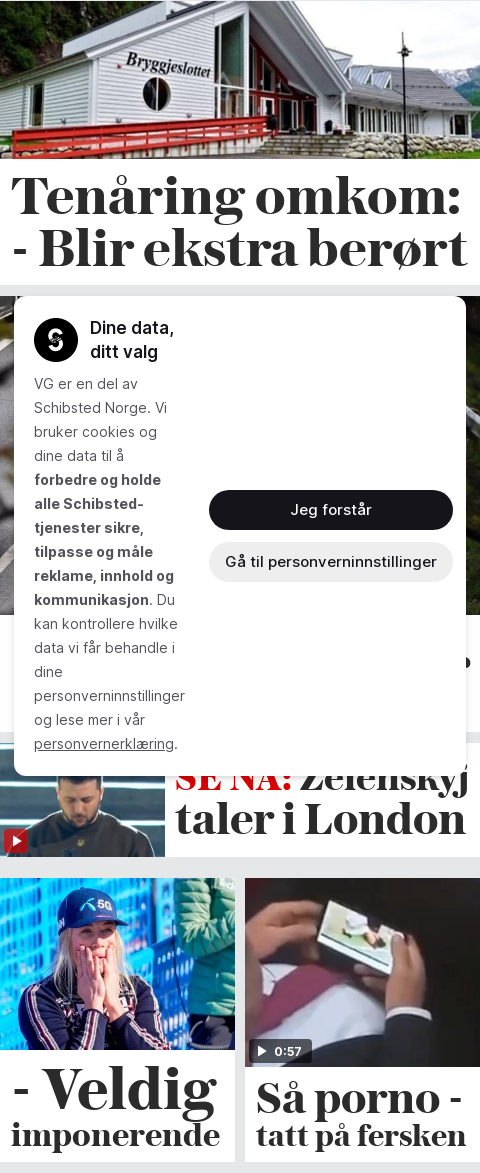 Bryggjeslottet
Tenåring omkom:
- Blir ekstra berørt
Dine data,
ditt valg
VG er en del av
Schibsted Norge. Vi
bruker cookies og
dine data til å
forbedre og holde
alle Schibsted-
tjenester sikre,
tilpasse og måle
reklame, innhold og
kommunikasjon. Du
kan kontrollere hvilke
data vi får behandle i
dine
personverninnstillinger
og lese mer i vår
personvernerklæring.
Jeg forstår
Gå til personverninnstillinger
SE NÅ: Zelenskyj
taler i London
5G
- Veldig
imponerende
0:57
Så porno -
tatt på fersken